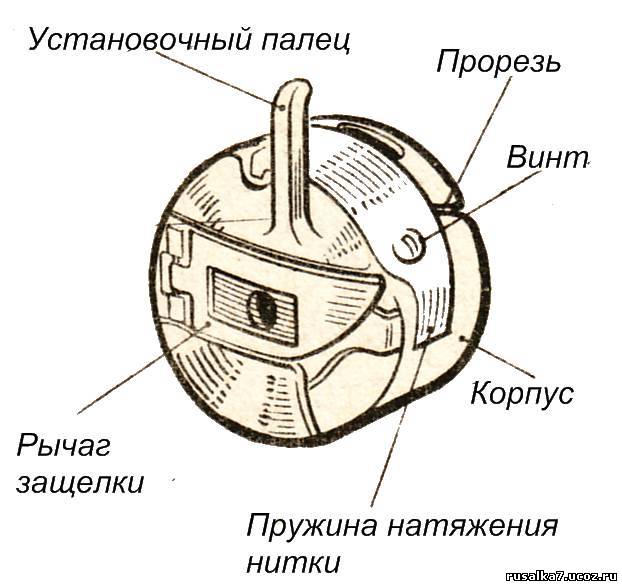 Установочный палец
Прорезь
Винт
Корпус
Рычаг
защелки
Пружина натяжения
нитки
rusalka7.ucoz.ru